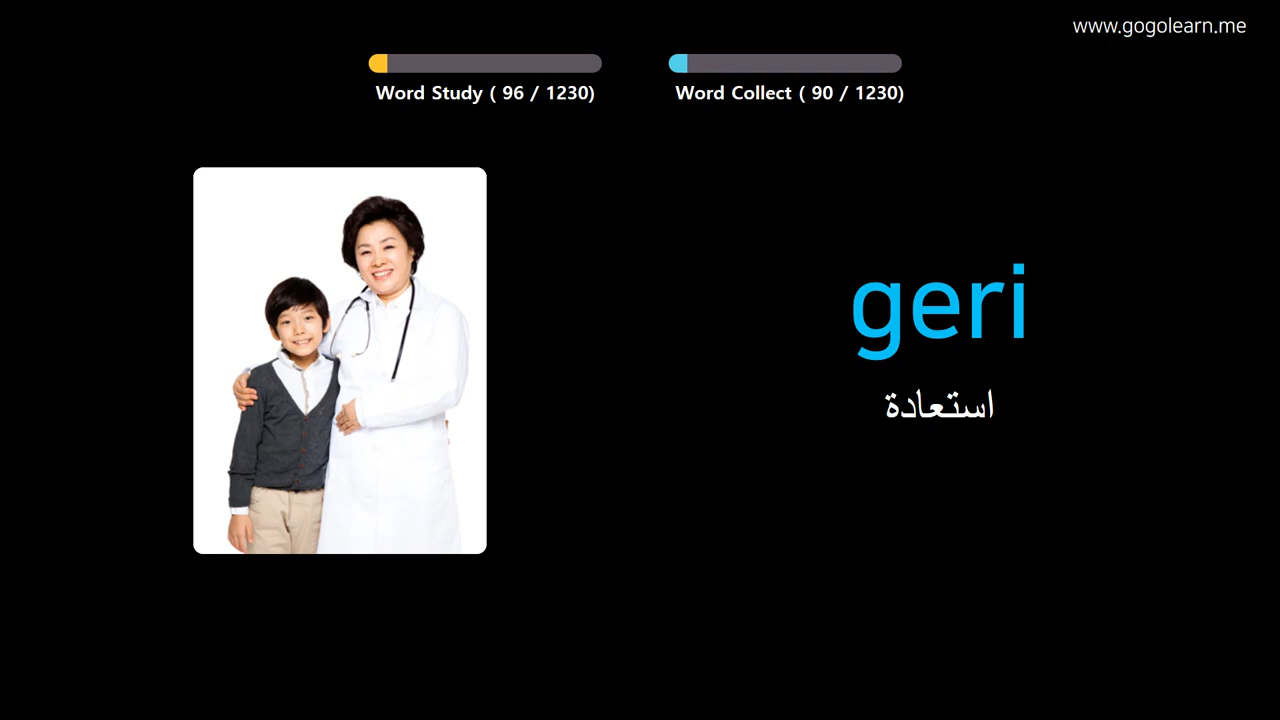 www.gogolearn.me
Word Study ( 96 / 1230)
Word Collect ( 90 / 1230)
geri
استعادة